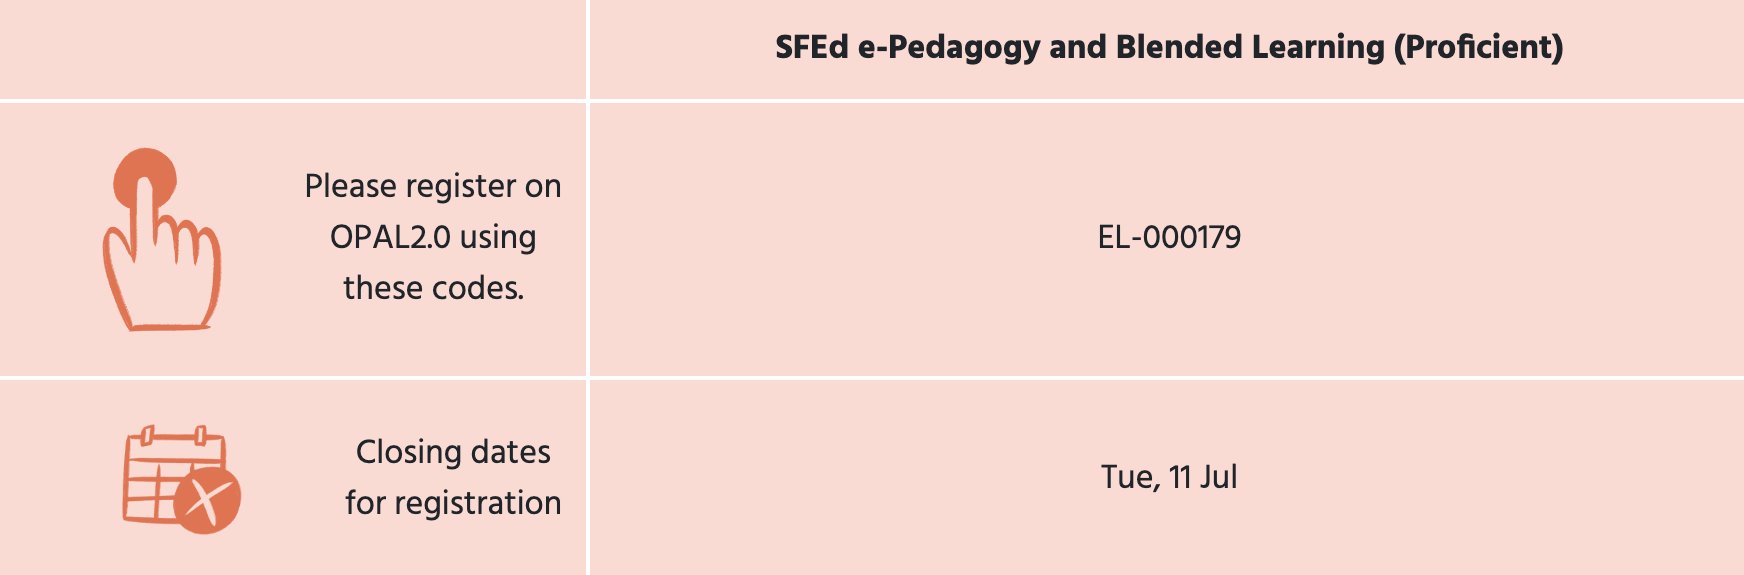 SFEd e-Pedagogy and Blended Learning (Proficient)
Please register on
OPAL2.0 using
these codes.
EL-000179
Closing dates
for registration
Tue, 11 Jul